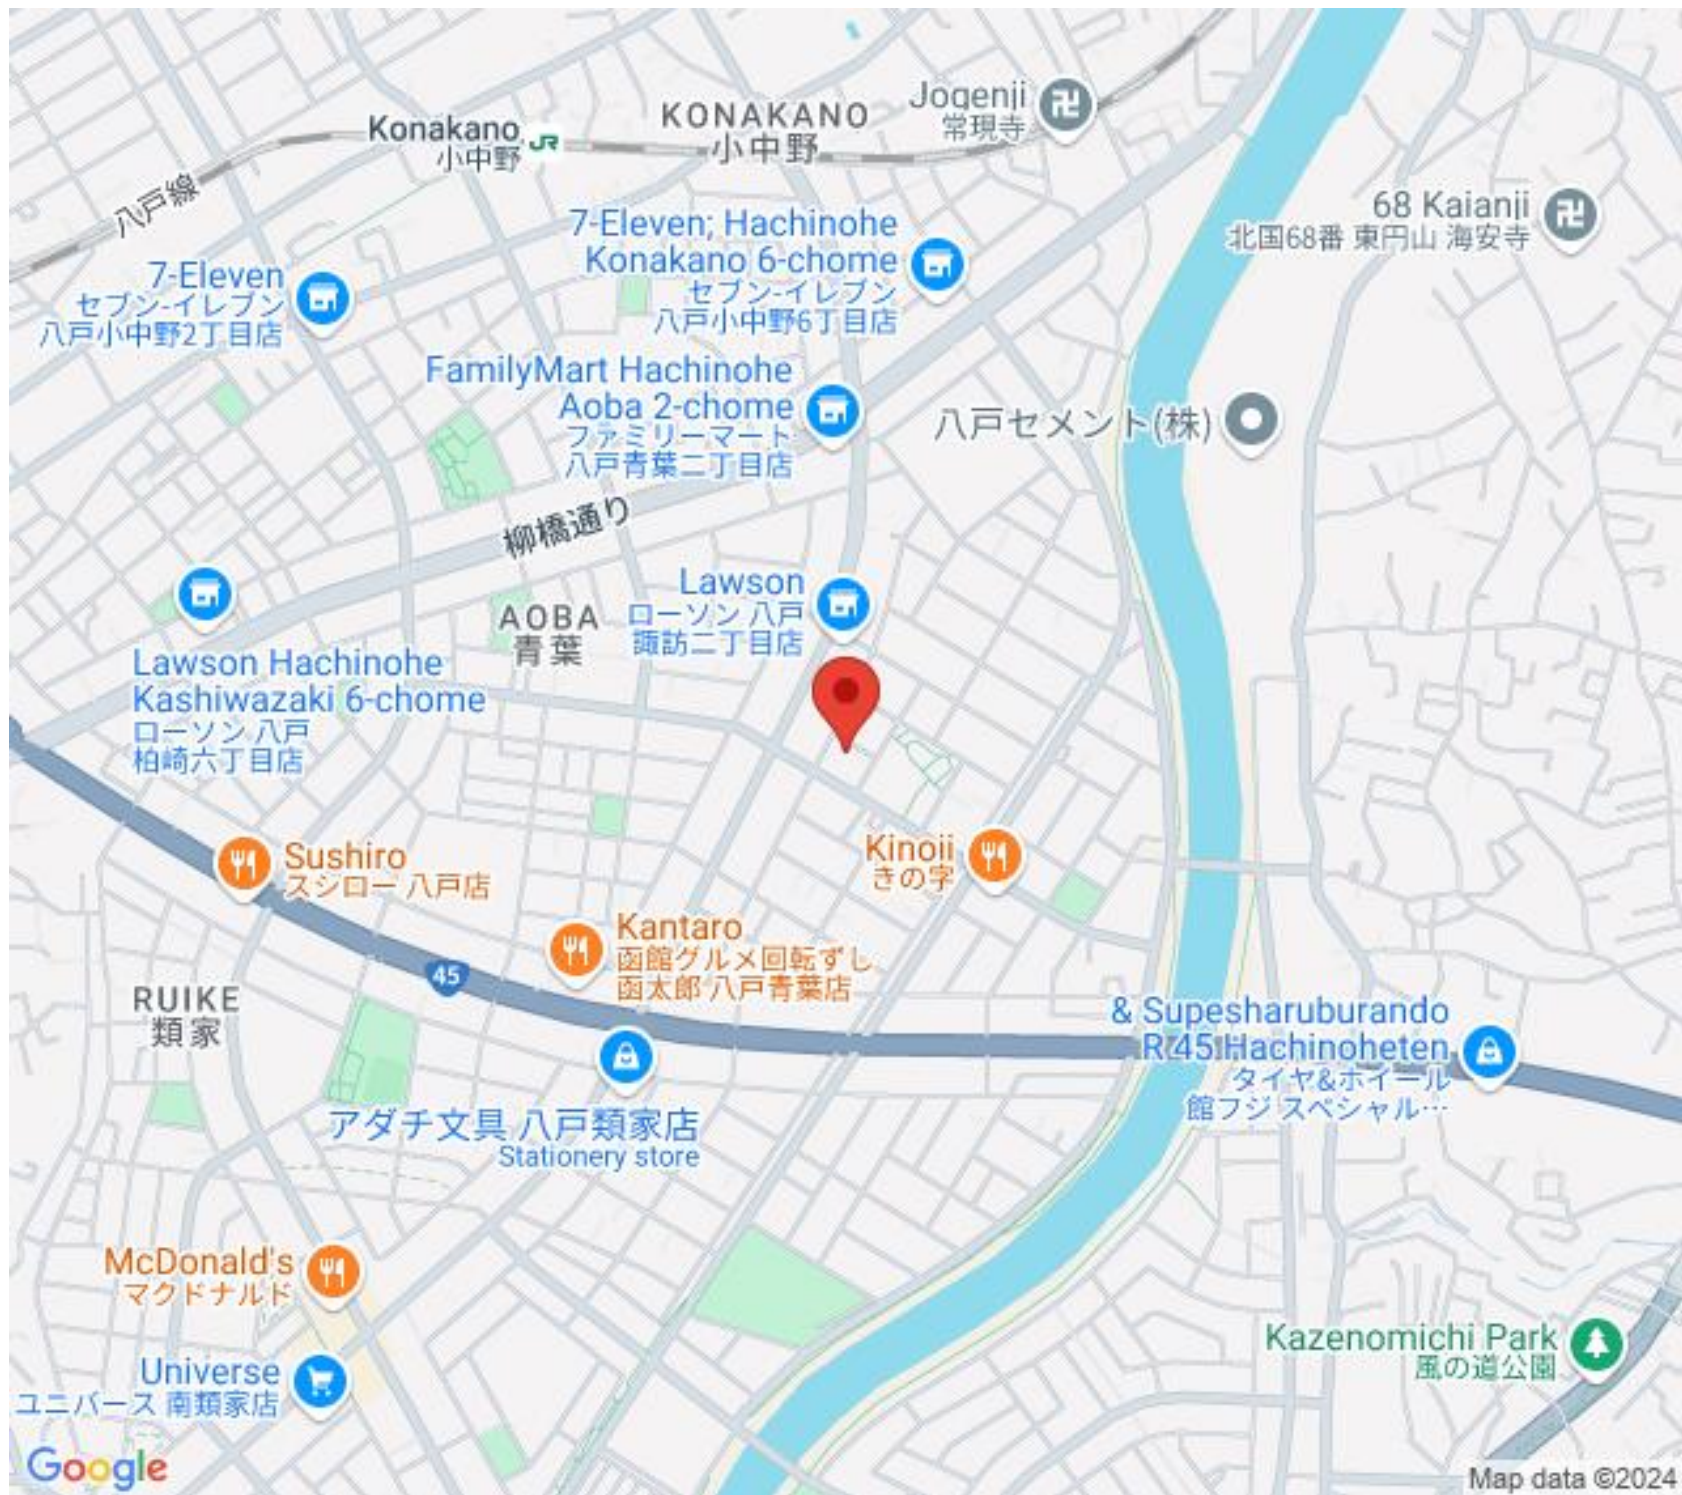 Jogenji
常現寺
KONAKANO
小中野
Konakano
小中野
JR
八戸線
68 Kaianji
北国68番 東円山 海安寺
7-Eleven; Hachinohe
Konakano 6-chome
セブン-イレブン
八戸小中野6丁目店
7-Eleven
セブン-イレブン
八戸小中野2丁目店
FamilyMart Hachinohe
Aoba 2-chome
ファミリーマート
八戸青葉二丁目店
八戸セメント(株)
柳橋通り
Lawson
ローソン 八戸
諏訪二丁目店
AOBA
青葉
Lawson Hachinohe
Kashiwazaki 6-chome
ローソン 八戸
柏崎六丁目店
Sushiro
スシロー 八戸店
Kinoji
きの字
Kantaro
函館グルメ回転ずし
函太郎 八戸青葉店
45
RUIKE
類家
& Supesharuburando
R 45 Hachinoheten
タイヤ&ホイール
館フジ スペシャル…
アダチ文具 八戸類家店
Stationery store
McDonald's
マクドナルド
Kazenomichi Park
風の道公園
Universe
ユニバース 南類家店
Google
Map data ©2024